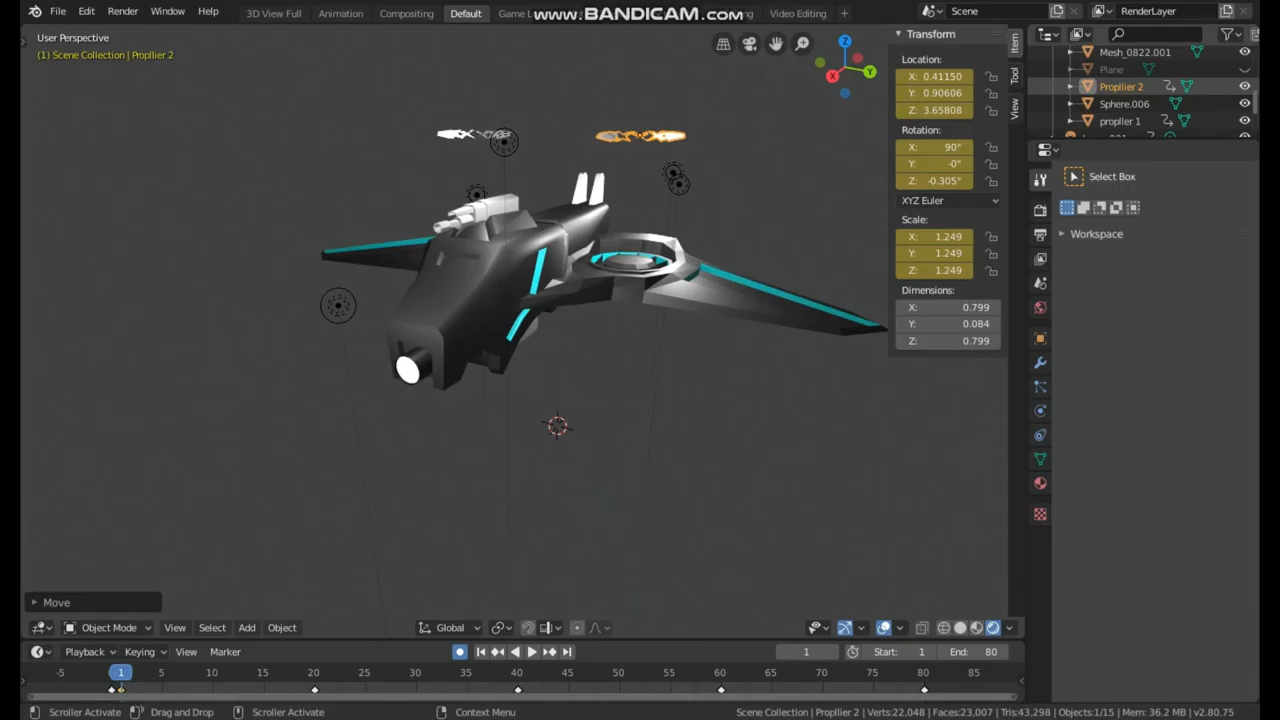 File Edit Render Window Help 3D View Full Animation Compositing Default Game L www.BANDICAM.com Video Editing Scene RenderLayer
User Perspective
(1) Scene Collection | Propllier 2
Transform
Location:
X: 0.41150
Y: 0.90606
Z: 3.65808
Rotation:
X: 90°
Y: -0°
Z: -0.305°
XYZ Euler
Scale:
X: 1.249
Y: 1.249
Z: 1.249
Dimensions:
X: 0.799
Y: 0.084
Z: 0.799
Item
Tool
View
Z
Y
X
Mesh_0822.001
Plane
Propllier 2
Sphere.006
propller 1
Select Box
Workspace
Move
Object Mode View Select Add Object Global
Playback Keying View Marker 1 Start: 1 End: 80
-5 1 5 10 15 20 25 30 35 40 45 50 55 60 65 70 75 80 85
Scroller Activate Drag and Drop Scroller Activate Context Menu Scene Collection | Propllier 2 | Verts:22,048 | Faces:23,007 | Tris:43,298 | Objects:1/15 | Mem: 36.2 MB | v2.80.75